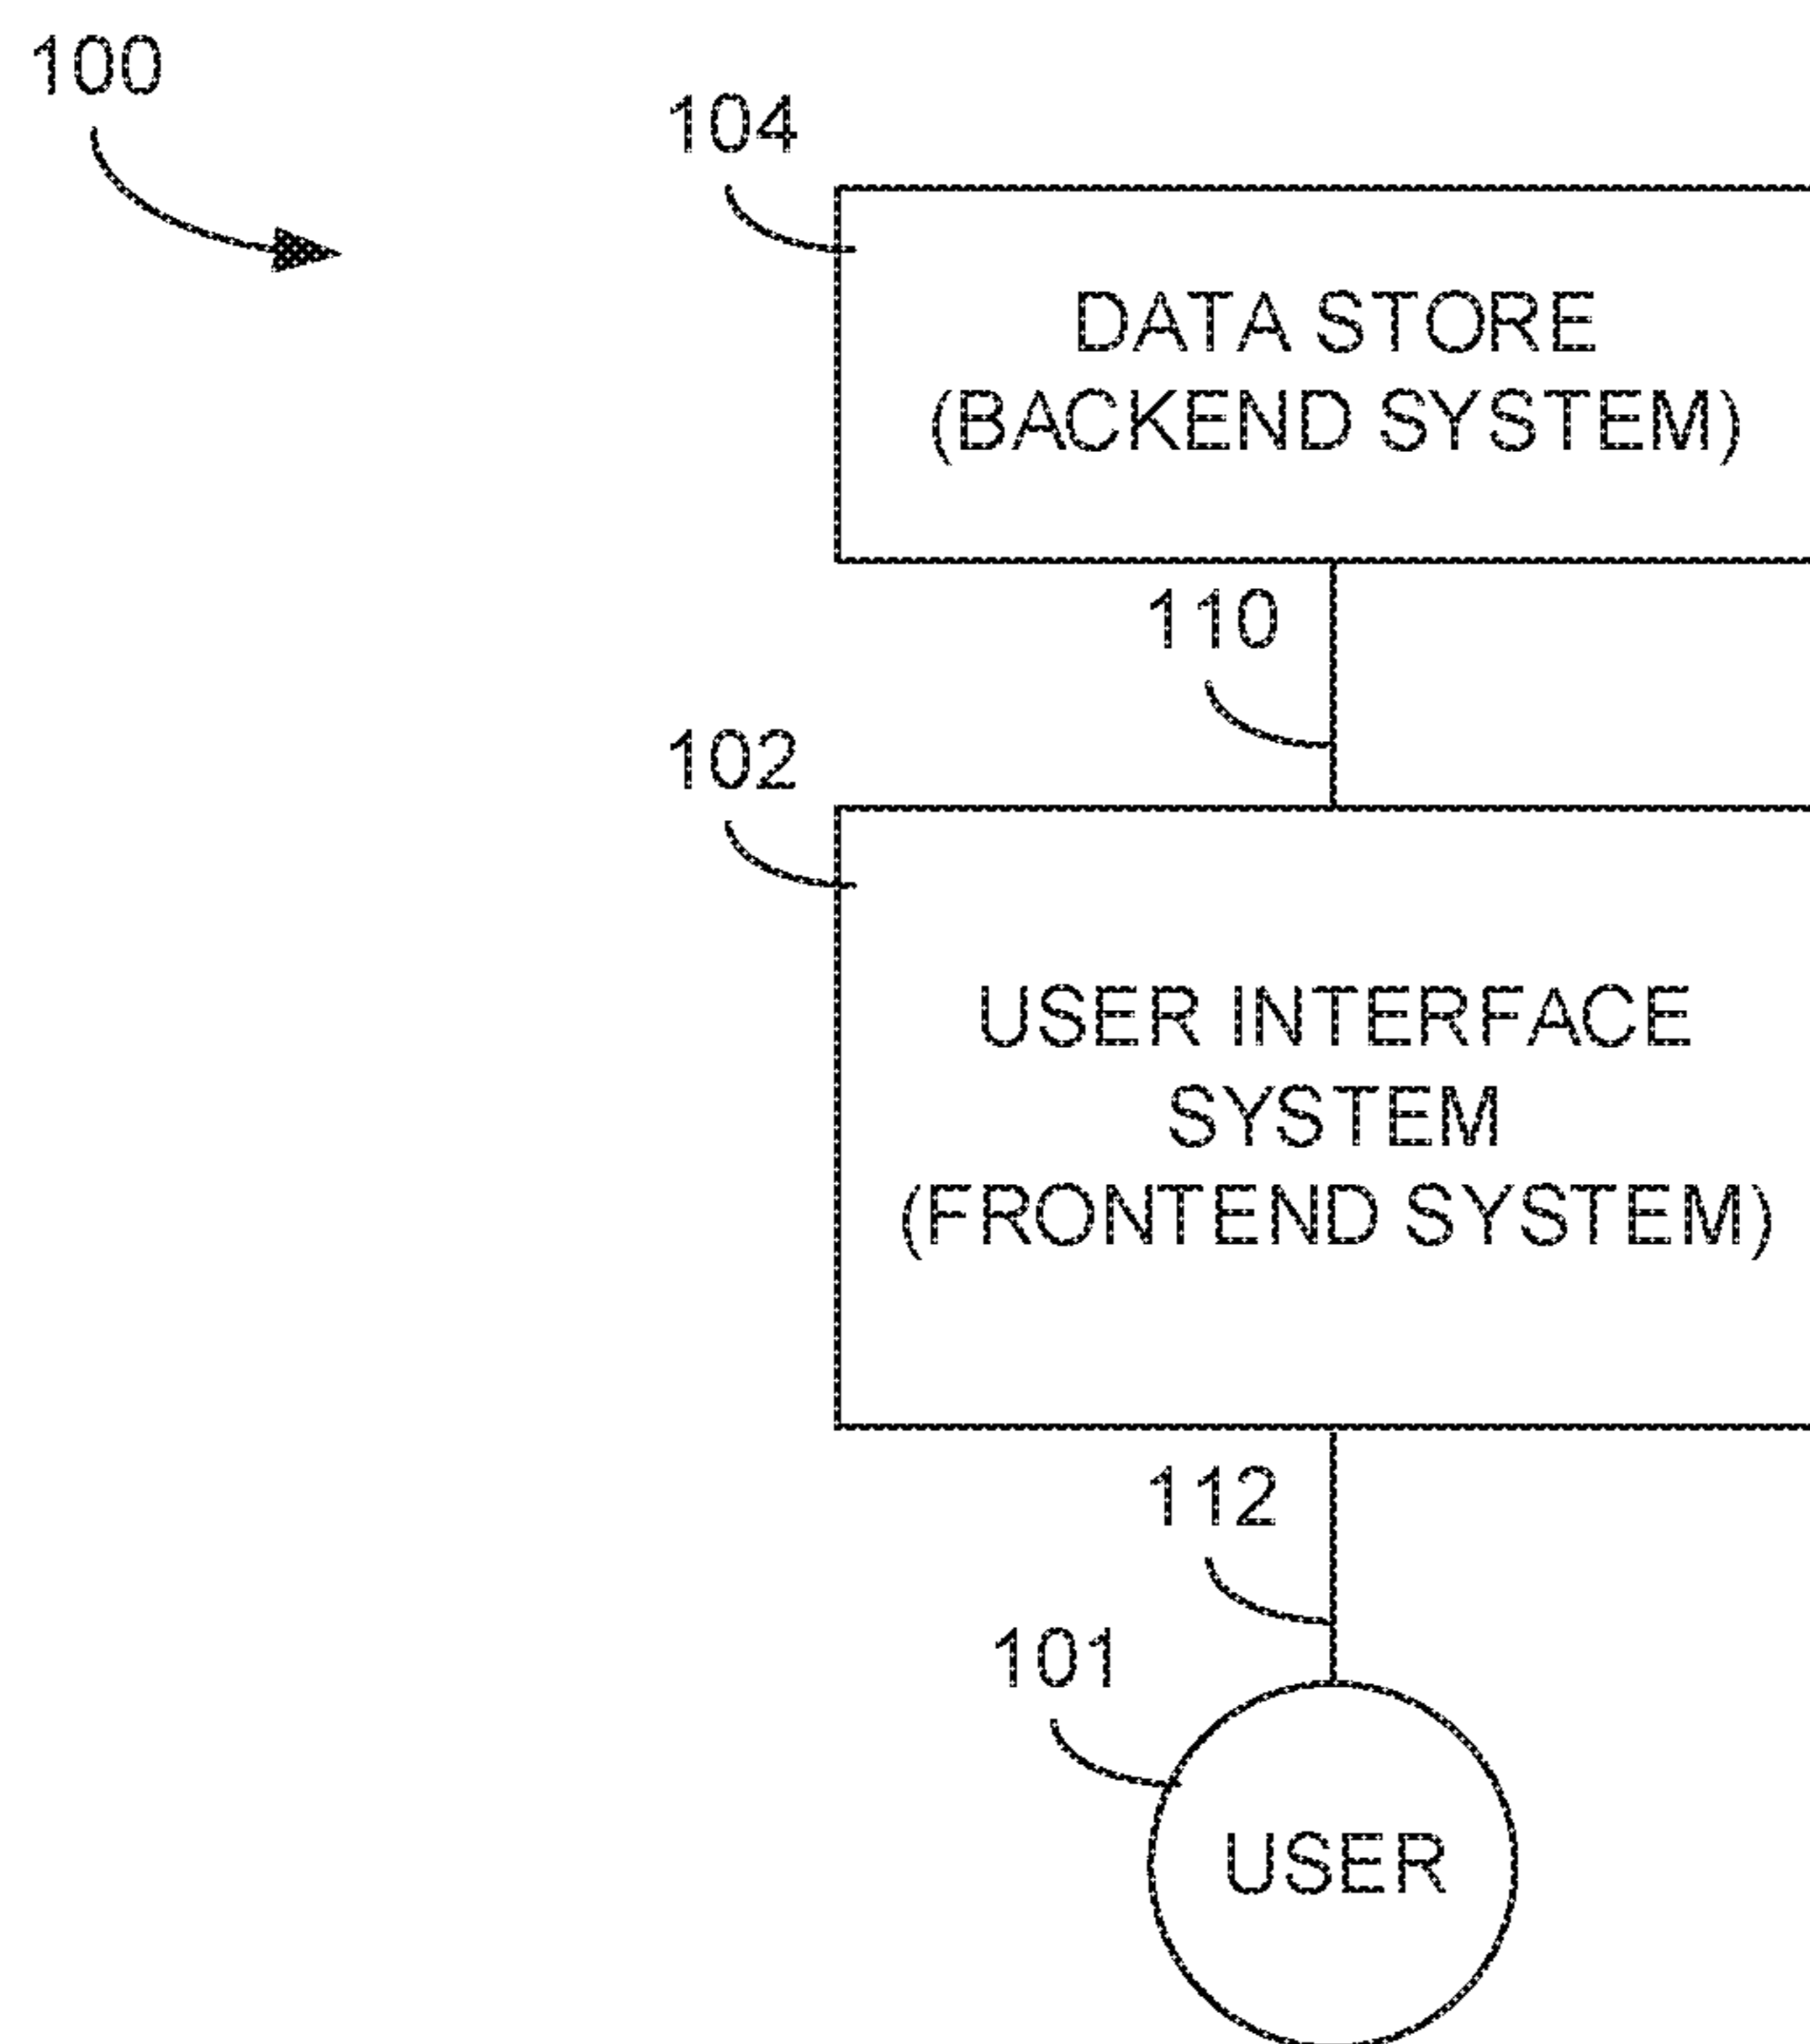 100
104
DATA STORE
(BACKEND SYSTEM)
110
102
USER INTERFACE
SYSTEM
(FRONTEND SYSTEM)
112
101
USER